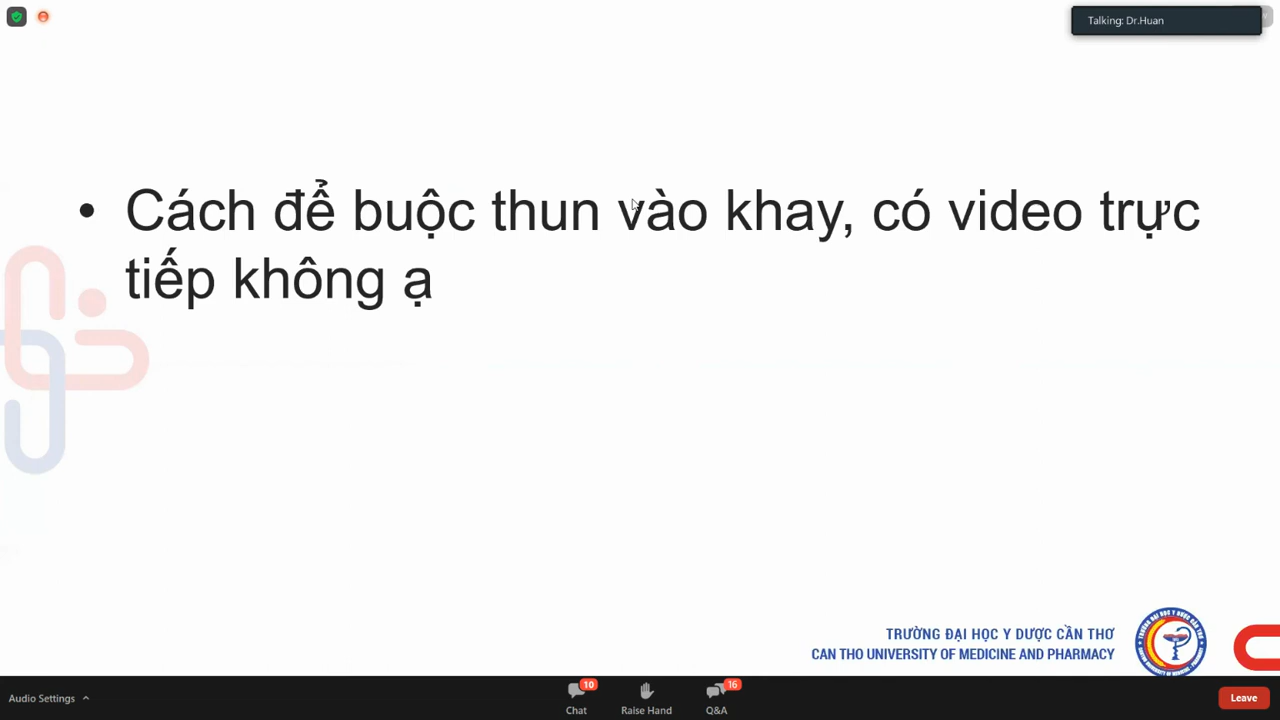 Talking: Dr.Huan
• Cách để buộc thun vào khay, có video trực
tiếp không ạ
TRƯỜNG ĐẠI HỌC Y DƯỢC CẦN THƠ
CAN THO UNIVERSITY OF MEDICINE AND PHARMACY
Audio Settings
10
Chat
Raise Hand
16
Q&A
Leave